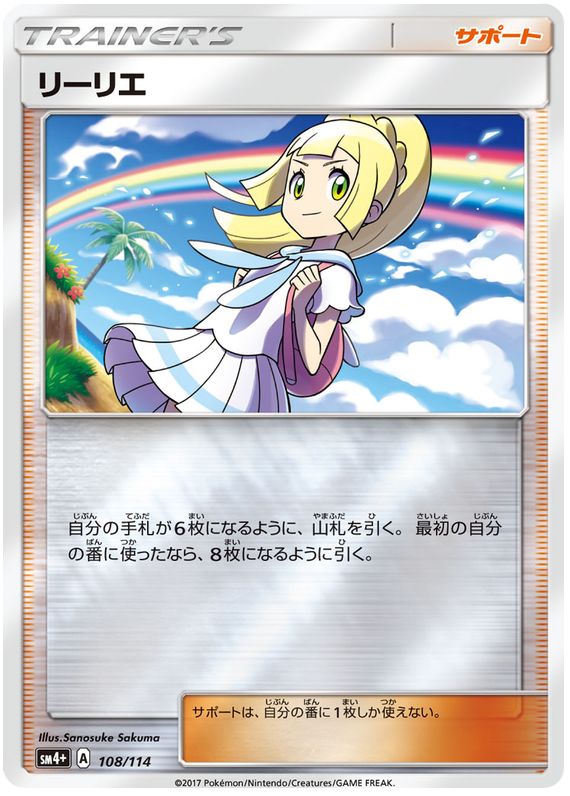 TRAINER'S サポート
リーリエ
自分の手札が6枚になるように、山札を引く。最初の自分
の番に使ったなら、8枚になるように引く。
サポートは、自分の番に1枚しか使えない。
Illus.Sanosuke Sakuma
SM4+ A 108/114
©2017 Pokémon/Nintendo/Creatures/GAME FREAK.